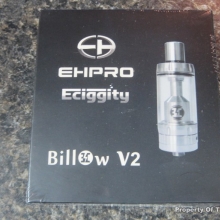 EHPRO
Eciggity
Billow V2
Property Of T